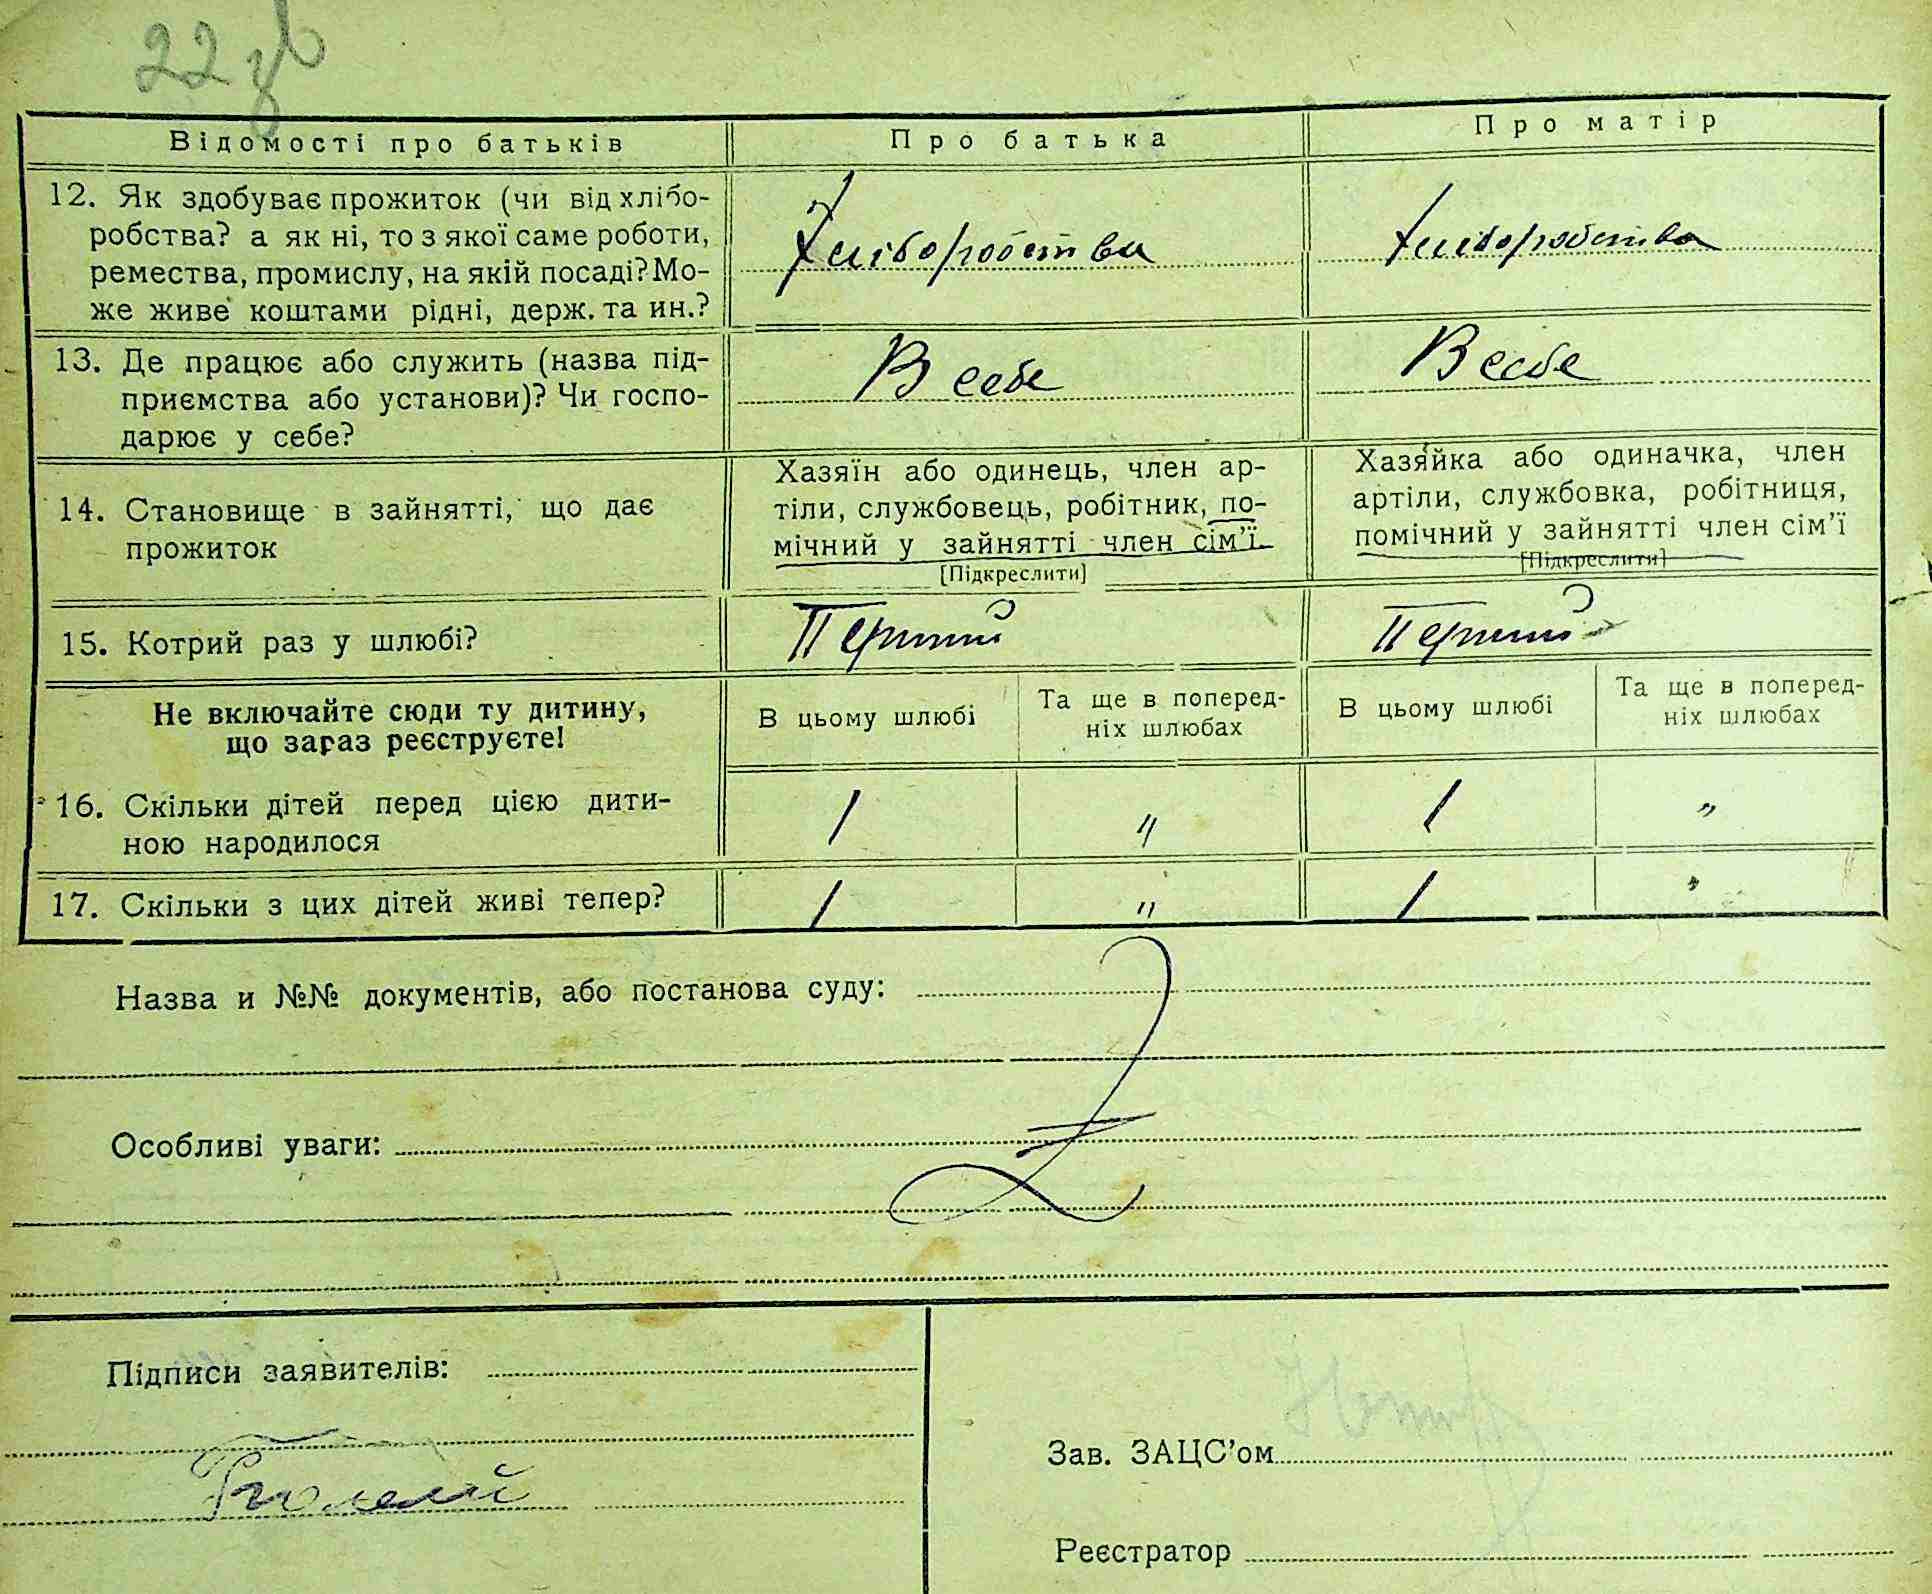 22 зв
Відомості про батьків Про батька Про матір
12. Як здобуває прожиток (чи від хлібо-
робства? а як ні, то з якої саме роботи,
ремества, промислу, на якій посаді? Мо-
же живе коштами рідні, держ. та ин.?
Хліборобства Хліборобства
13. Де працює або служить (назва під-
приємства або установи)? Чи госпо-
дарює у себе?
В себе В себе
14. Становище в зайнятті, що дає
прожиток
Хазяїн або одинець, член ар-
тіли, службовець, робітник, по-
мічний у зайнятті член сім’ї.
[Підкреслити]
Хазяйка або одиначка, член
артіли, службовка, робітниця,
помічний у зайнятті член сім’ї
[Підкреслити]
15. Котрий раз у шлюбі? Перший Перший
Не включайте сюди ту дитину,
що зараз реєструєте!
В цьому шлюбі Та ще в поперед-
ніх шлюбах
В цьому шлюбі Та ще в поперед-
ніх шлюбах
16. Скільки дітей перед цією дити-
ною народилося
1 " 1 "
17. Скільки з цих дітей живі тепер? 1 " 1 "
Назва и №№ документів, або постанова суду:
Особливі уваги:
Підписи заявителів:
Зав. ЗАЦС’ом
Реєстратор